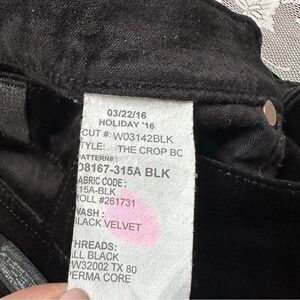 03/22/16
HOLIDAY '16
CUT #: W03142BLK
STYLE: THE CROP BC
PATTERN#:
D8167-315A BLK
FABRIC CODE:
315A-BLK
ROLL #261731
WASH:
BLACK VELVET
THREADS:
ALL BLACK
PW32002 TX 80
PERMA CORE